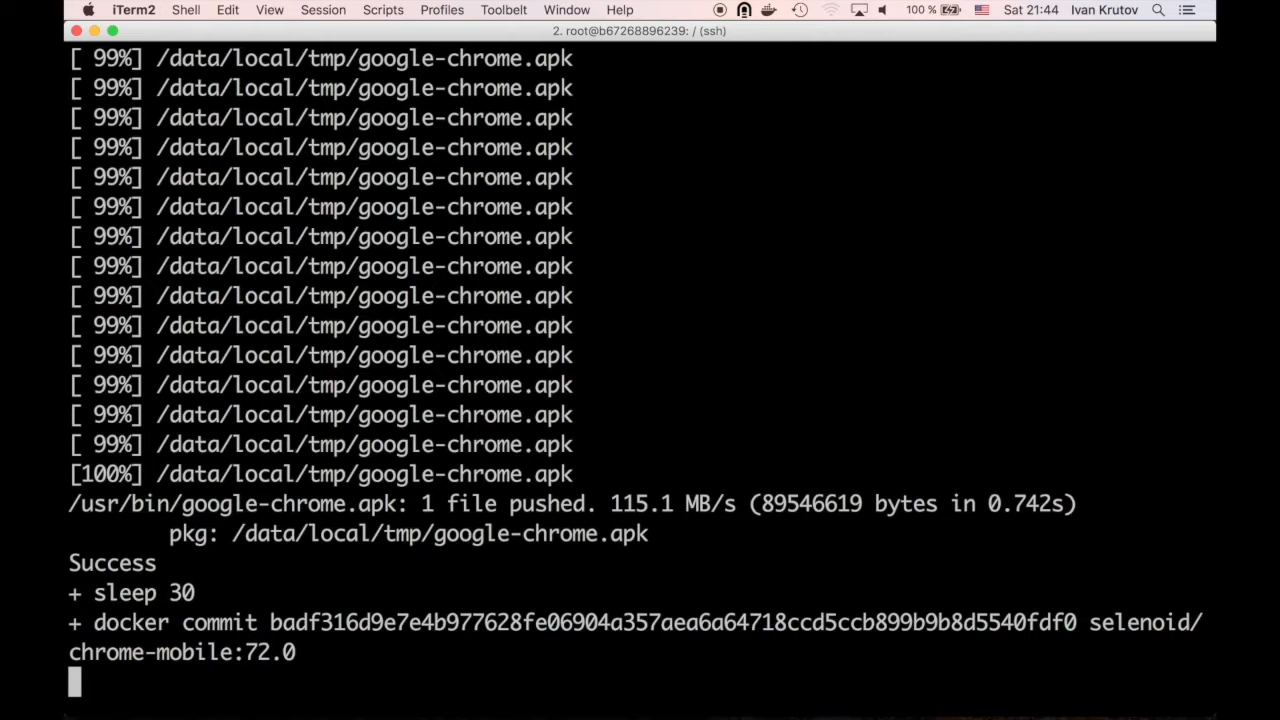 iTerm2 Shell Edit View Session Scripts Profiles Toolbelt Window Help 100 % Sat 21:44 Ivan Krutov
2. root@b67268896239: / (ssh)
[ 99%] /data/local/tmp/google-chrome.apk
[ 99%] /data/local/tmp/google-chrome.apk
[ 99%] /data/local/tmp/google-chrome.apk
[ 99%] /data/local/tmp/google-chrome.apk
[ 99%] /data/local/tmp/google-chrome.apk
[ 99%] /data/local/tmp/google-chrome.apk
[ 99%] /data/local/tmp/google-chrome.apk
[ 99%] /data/local/tmp/google-chrome.apk
[ 99%] /data/local/tmp/google-chrome.apk
[ 99%] /data/local/tmp/google-chrome.apk
[ 99%] /data/local/tmp/google-chrome.apk
[ 99%] /data/local/tmp/google-chrome.apk
[ 99%] /data/local/tmp/google-chrome.apk
[ 99%] /data/local/tmp/google-chrome.apk
[100%] /data/local/tmp/google-chrome.apk
/usr/bin/google-chrome.apk: 1 file pushed. 115.1 MB/s (89546619 bytes in 0.742s)
pkg: /data/local/tmp/google-chrome.apk
Success
+ sleep 30
+ docker commit badf316d9e7e4b977628fe06904a357aea6a64718ccd5ccb899b9b8d5540fdf0 selenoid/
chrome-mobile:72.0